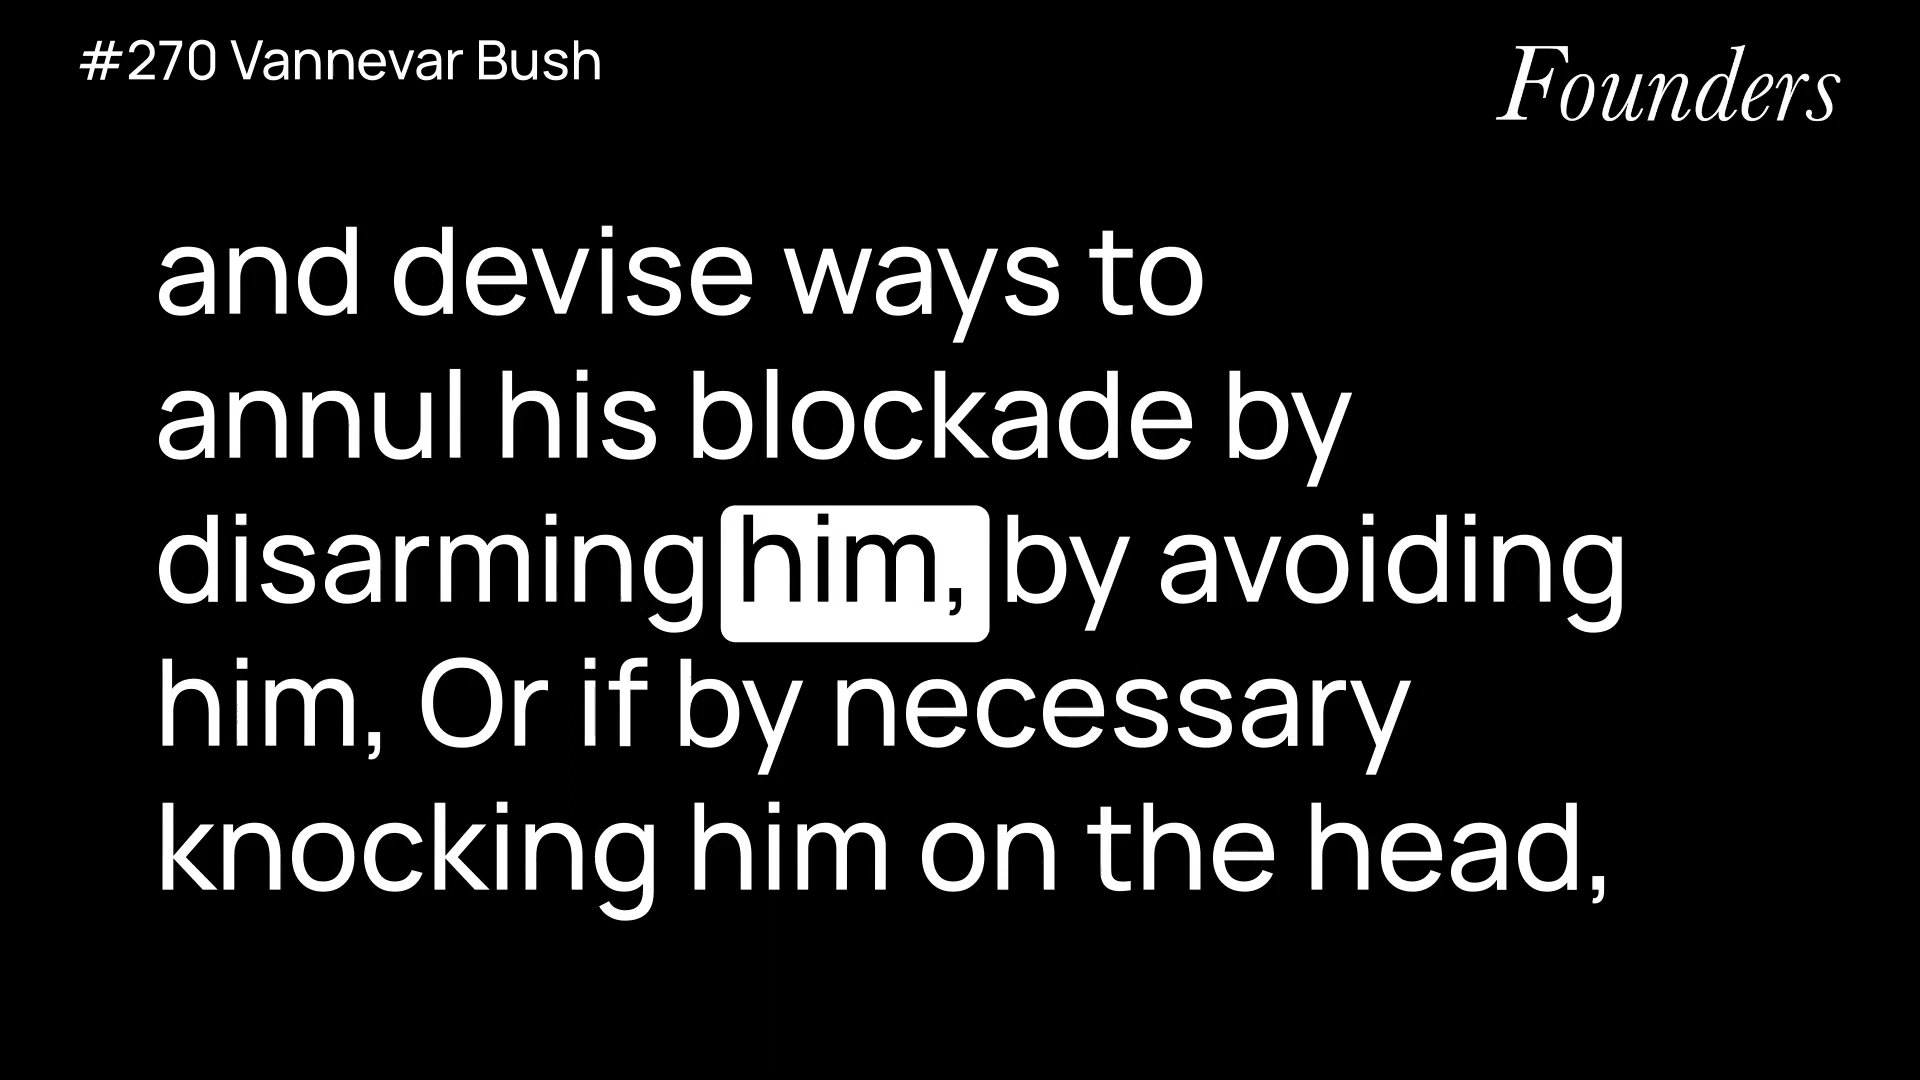 #270 Vannevar Bush
Founders
and devise ways to
annul his blockade by
disarming him, by avoiding
him, Or if by necessary
knocking him on the head,